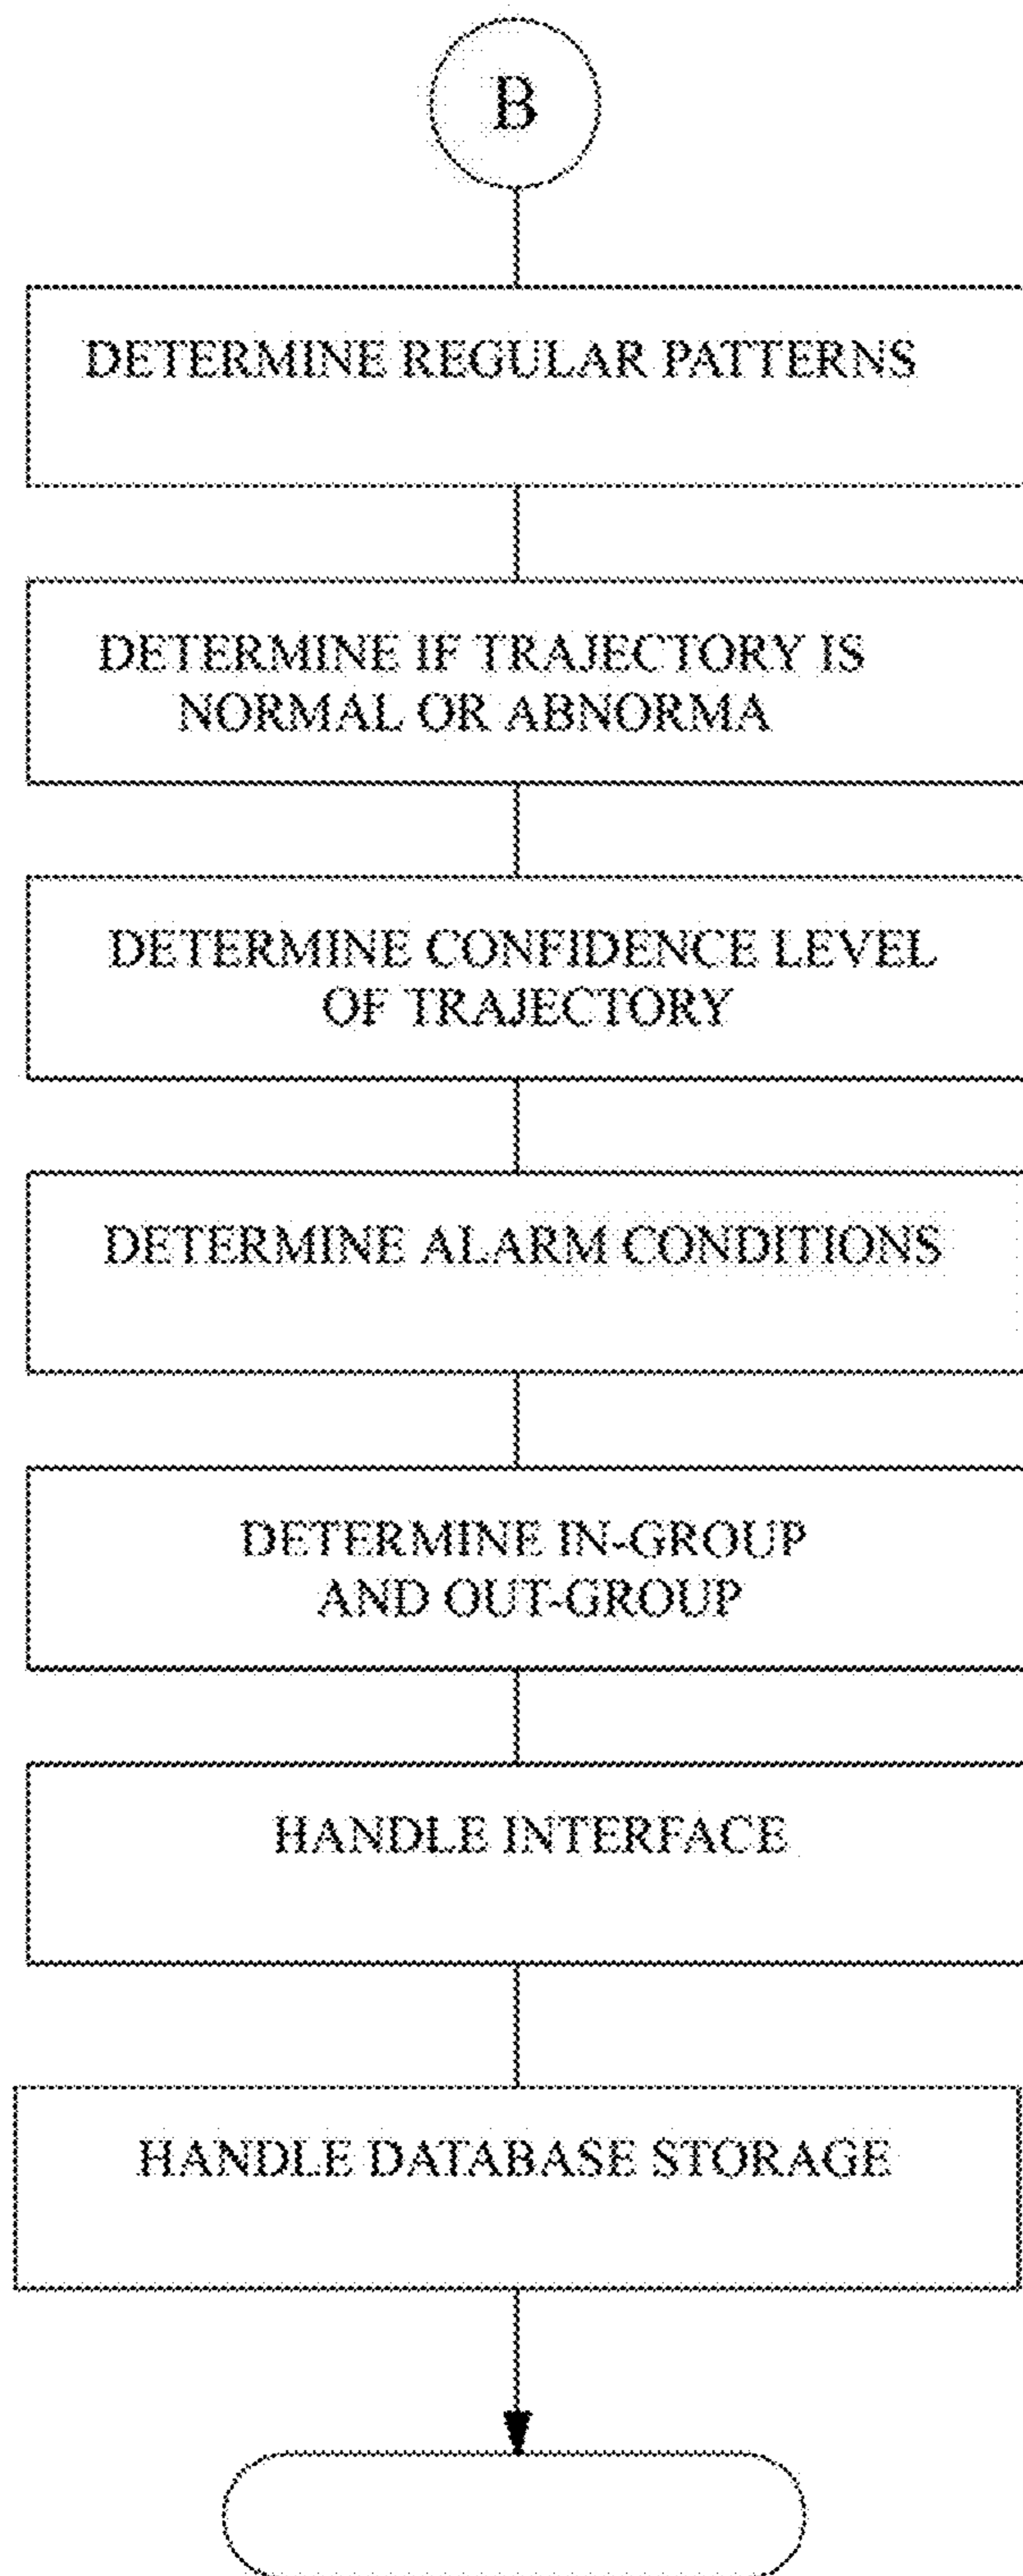 B
DETERMINE REGULAR PATTERNS
DETERMINE IF TRAJECTORY IS
NORMAL OR ABNORMA
DETERMINE CONFIDENCE LEVEL
OF TRAJECTORY
DETERMINE ALARM CONDITIONS
DETERMINE IN-GROUP
AND OUT-GROUP
HANDLE INTERFACE
HANDLE DATABASE STORAGE